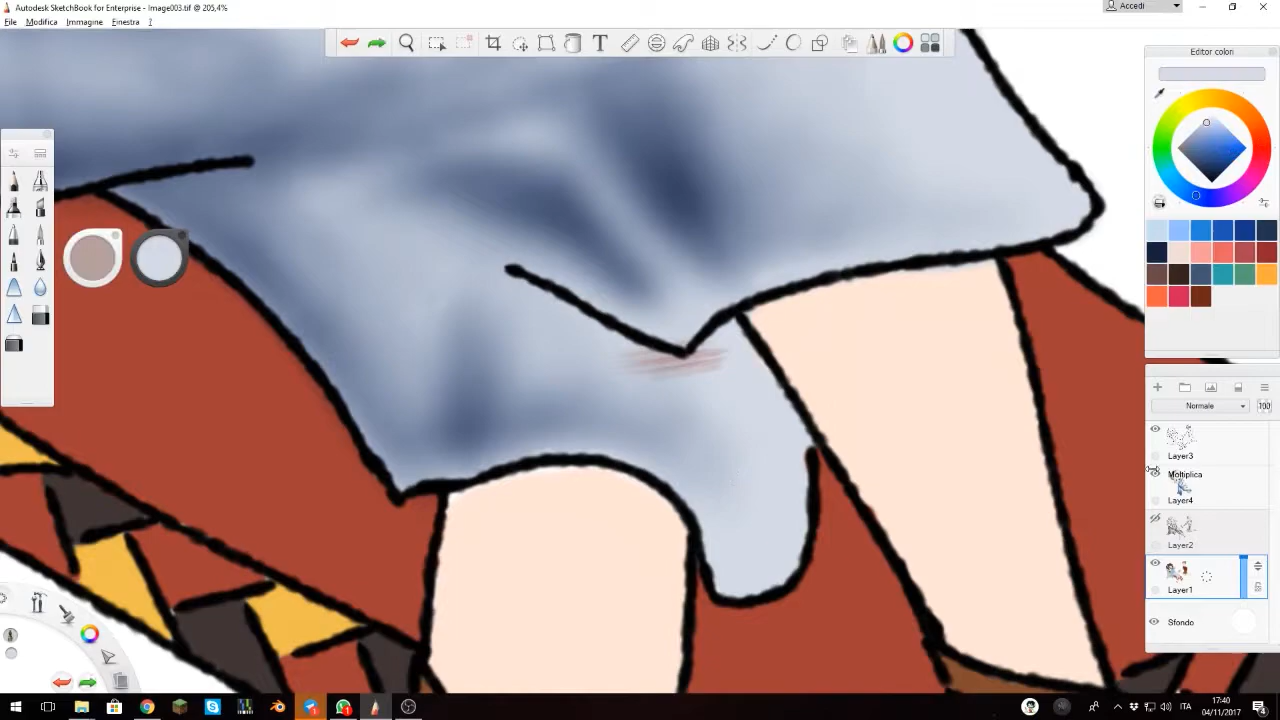 Autodesk SketchBook for Enterprise - Image003.tif @ 205,4%
Accedi
File Modifica Immagine Finestra ?
T
Editor colori
Normale
100
Layer3
Moltiplica
Layer4
Layer2
Layer1
Sfondo
ITA
17:40
04/11/2017